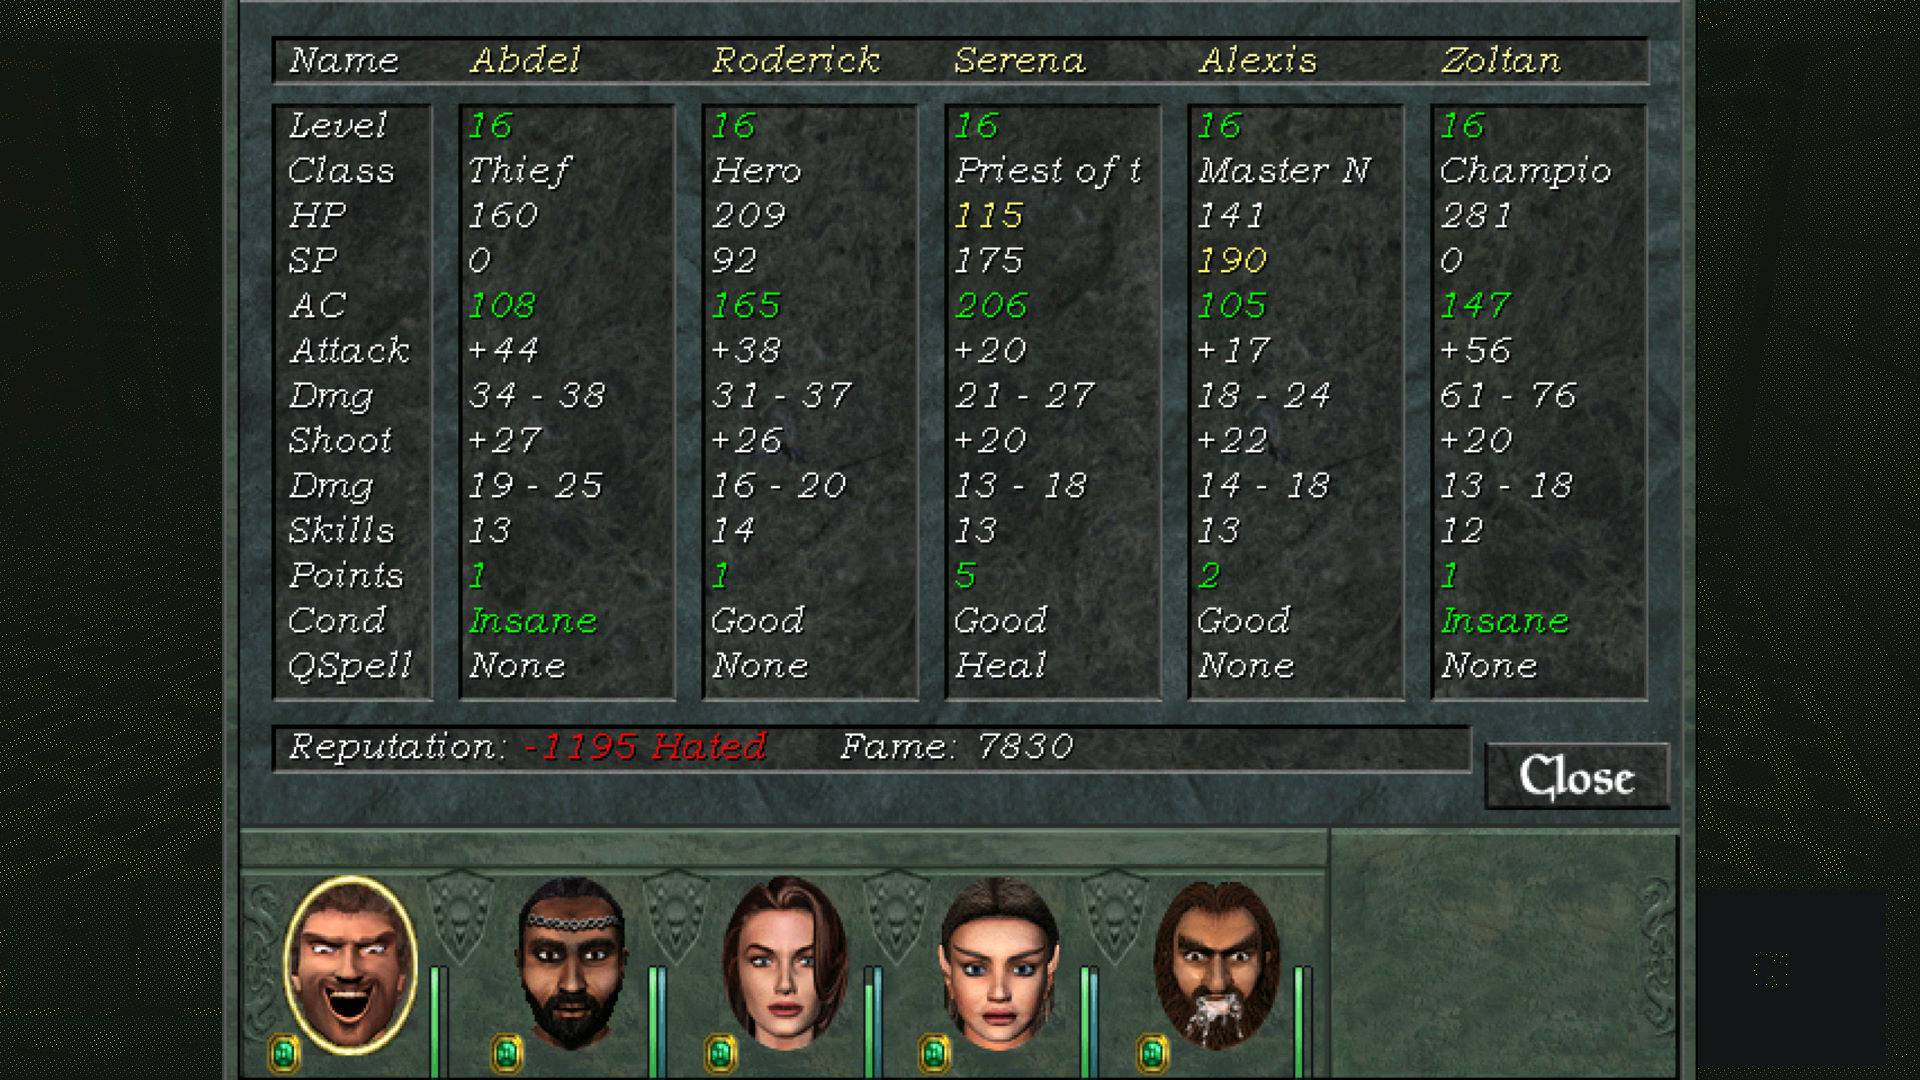 Name Abdel Roderick Serena Alexis Zoltan
Level 16 16 16 16 16
Class Thief Hero Priest of t Master N Champio
HP 160 209 115 141 281
SP 0 92 175 190 0
AC 108 165 206 105 147
Attack +44 +38 +20 +17 +56
Dmg 34 - 38 31 - 37 21 - 27 18 - 24 61 - 76
Shoot +27 +26 +20 +22 +20
Dmg 19 - 25 16 - 20 13 - 18 14 - 18 13 - 18
Skills 13 14 13 13 12
Points 1 1 5 2 1
Cond Insane Good Good Good Insane
QSpell None None Heal None None
Reputation: -1195 Hated Fame: 7830
Close